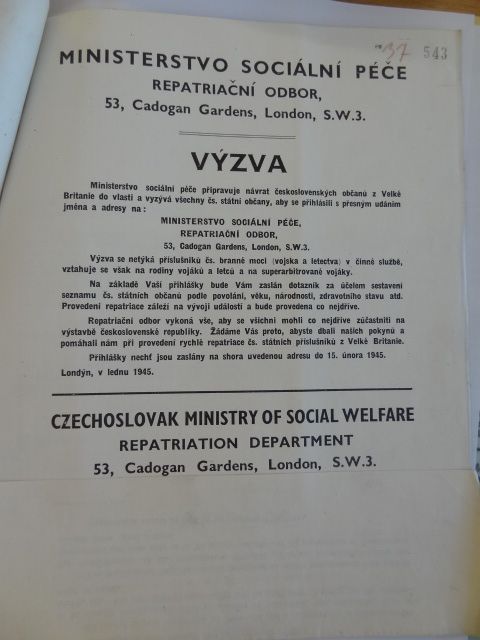 37 543
MINISTERSTVO SOCIÁLNÍ PÉČE
REPATRIAČNÍ ODBOR,
53, Cadogan Gardens, London, S.W.3.
VÝZVA
Ministerstvo sociální péče připravuje návrat československých občanů z Velké
Britanie do vlasti a vyzývá všechny čs. státní občany, aby se přihlásili s přesným udáním
jména a adresy na :
MINISTERSTVO SOCIÁLNÍ PÉČE,
REPATRIAČNÍ ODBOR,
53, Cadogan Gardens, London, S.W.3.
Výzva se netýká příslušníků čs. branné moci (vojska a letectva) v činné službě,
vztahuje se však na rodiny vojáků a letců a na superarbitrované vojáky.
Na základě Vaší přihlášky bude Vám zaslán dotazník za účelem sestavení
seznamu čs. státních občanů podle povolání, věku, národnosti, zdravotního stavu atd.
Provedení repatriace záleží na vývoji událostí a bude provedena co nejdříve.
Repatriační odbor vykoná vše, aby se všichni mohli co nejdříve zúčastniti na
výstavbě československé republiky. Žádáme Vás proto, abyste dbali našich pokynů a
pomáhali nám při provedení rychlé repatriace čs. státních příslušníků z Velké Britanie.
Přihlášky nechť jsou zaslány na shora uvedenou adresu do 15. února 1945.
Londýn, v lednu 1945.
CZECHOSLOVAK MINISTRY OF SOCIAL WELFARE
REPATRIATION DEPARTMENT
53, Cadogan Gardens, London, S.W.3.